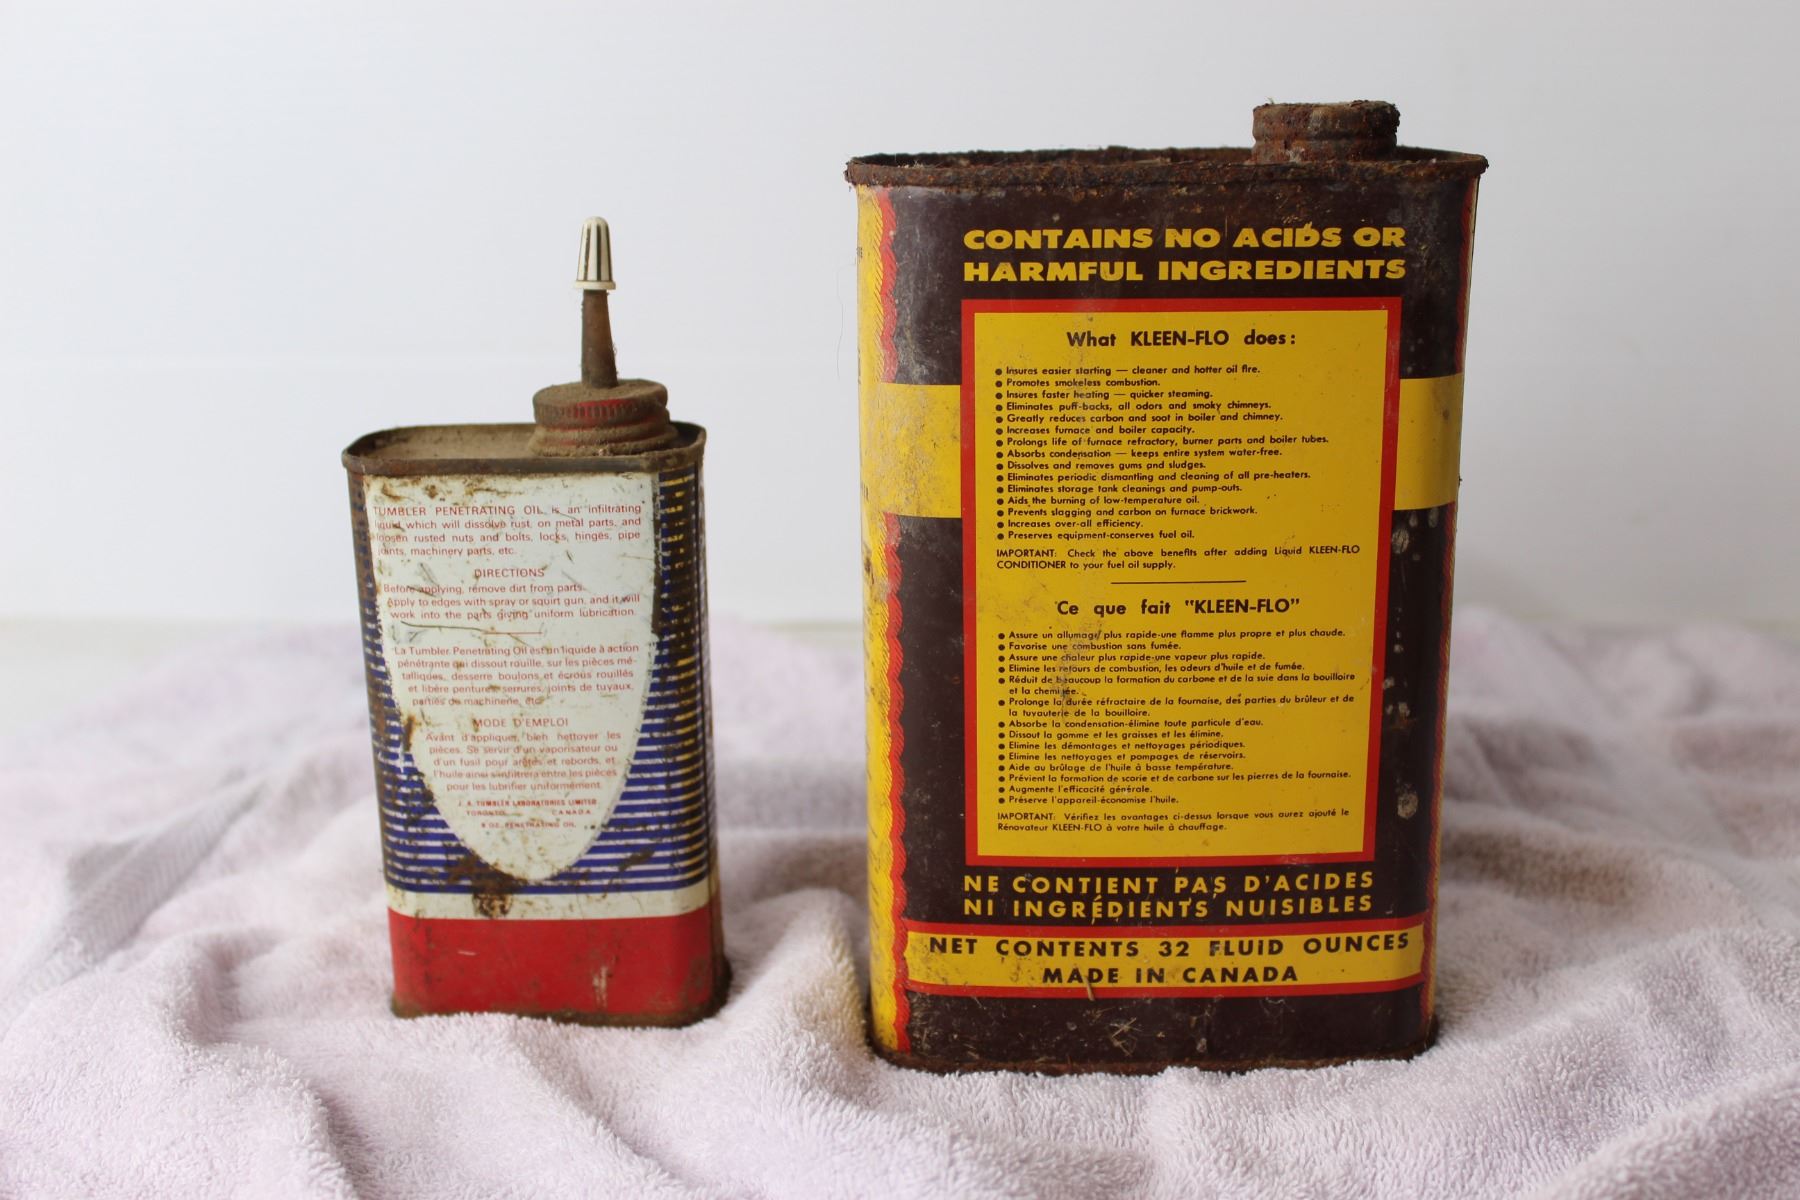 TUMBLER PENETRATING OIL is an infiltrating
liquid which will dissolve rust, on metal parts, and
loosen rusted nuts and bolts, locks, hinges, pipe
joints, machinery parts, etc.
DIRECTIONS
Before applying, remove dirt from parts.
Apply to edges with spray or squirt gun, and it will
work into the parts giving uniform lubrication.
La Tumbler Penetrating Oil est un liquide à action
pénétrante qui dissout rouille, sur les pièces mé-
talliques, desserre boulons et écrous rouillés
et libère pentures, serrures, joints de tuyaux,
parties de machinerie, etc.
MODE D'EMPLOI
Avant d'appliquer, bien nettoyer les
pièces. Se servir d'un vaporisateur ou
d'un fusil pour arêtes et rebords, et
l'huile ainsi s'infiltrera entre les pièces
pour les lubrifier uniformément.
J. A. TUMBLER LABORATORIES LIMITED
TORONTO CANADA
8 OZ. PENETRATING OIL
CONTAINS NO ACIDS OR
HARMFUL INGREDIENTS
What KLEEN-FLO does:
● Insures easier starting — cleaner and hotter oil fire.
● Promotes smokeless combustion.
● Insures faster heating — quicker steaming.
● Eliminates puff-backs, all odors and smoky chimneys.
● Greatly reduces carbon and soot in boiler and chimney.
● Increases furnace and boiler capacity.
● Prolongs life of furnace refractory, burner parts and boiler tubes.
● Absorbs condensation — keeps entire system water-free.
● Dissolves and removes gums and sludges.
● Eliminates periodic dismantling and cleaning of all pre-heaters.
● Eliminates storage tank cleanings and pump-outs.
● Aids the burning of low-temperature oil.
● Prevents slagging and carbon on furnace brickwork.
● Increases over-all efficiency.
● Preserves equipment-conserves fuel oil.
IMPORTANT: Check the above benefits after adding Liquid KLEEN-FLO
CONDITIONER to your fuel oil supply.
Ce que fait "KLEEN-FLO"
● Assure un allumage plus rapide-une flamme plus propre et plus chaude.
● Favorise une combustion sans fumée.
● Assure une chaleur plus rapide-une vapeur plus rapide.
● Elimine les retours de combustion, les odeurs d'huile et de fumée.
● Réduit de beaucoup la formation du carbone et de la suie dans la bouilloire
et la cheminée.
● Prolonge la durée réfractaire de la fournaise, des parties du brûleur et de
la tuvauterie de la bouilloire.
● Absorbe la condensation-élimine toute particule d'eau.
● Dissout la gomme et les graisses et les élimine.
● Elimine les démontages et nettoyages périodiques.
● Elimine les nettoyages et pompages de réservoirs.
● Aide au brûlage de l'huile à basse température.
● Prévient la formation de scorie et de carbone sur les pierres de la fournaise.
● Augmente l'efficacité générale.
● Préserve l'appareil-économise l'huile.
IMPORTANT: Vérifiez les avantages ci-dessus lorsque vous aurez ajouté le
Rénovateur KLEEN-FLO à votre huile à chauffage.
NE CONTIENT PAS D'ACIDES
NI INGRÉDIENTS NUISIBLES
NET CONTENTS 32 FLUID OUNCES
MADE IN CANADA